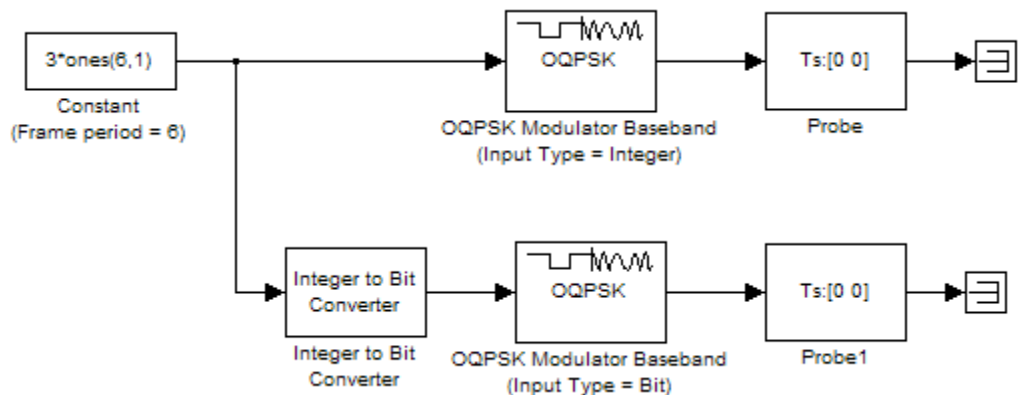 3*ones(6,1)
Constant
(Frame period = 6)
OQPSK
OQPSK Modulator Baseband
(Input Type = Integer)
Ts:[0 0]
Probe
Integer to Bit
Converter
Integer to Bit
Converter
OQPSK
OQPSK Modulator Baseband
(Input Type = Bit)
Ts:[0 0]
Probe1